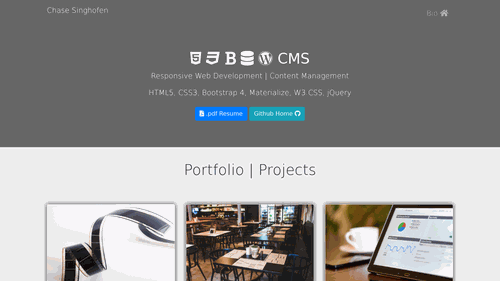 Chase Singhofen
CMS
Responsive Web Development | Content Management
HTML5, CSS3, Bootstrap 4, Materialize, W3.CSS, jQuery
.pdf Resume
Github Home
Portfolio | Projects